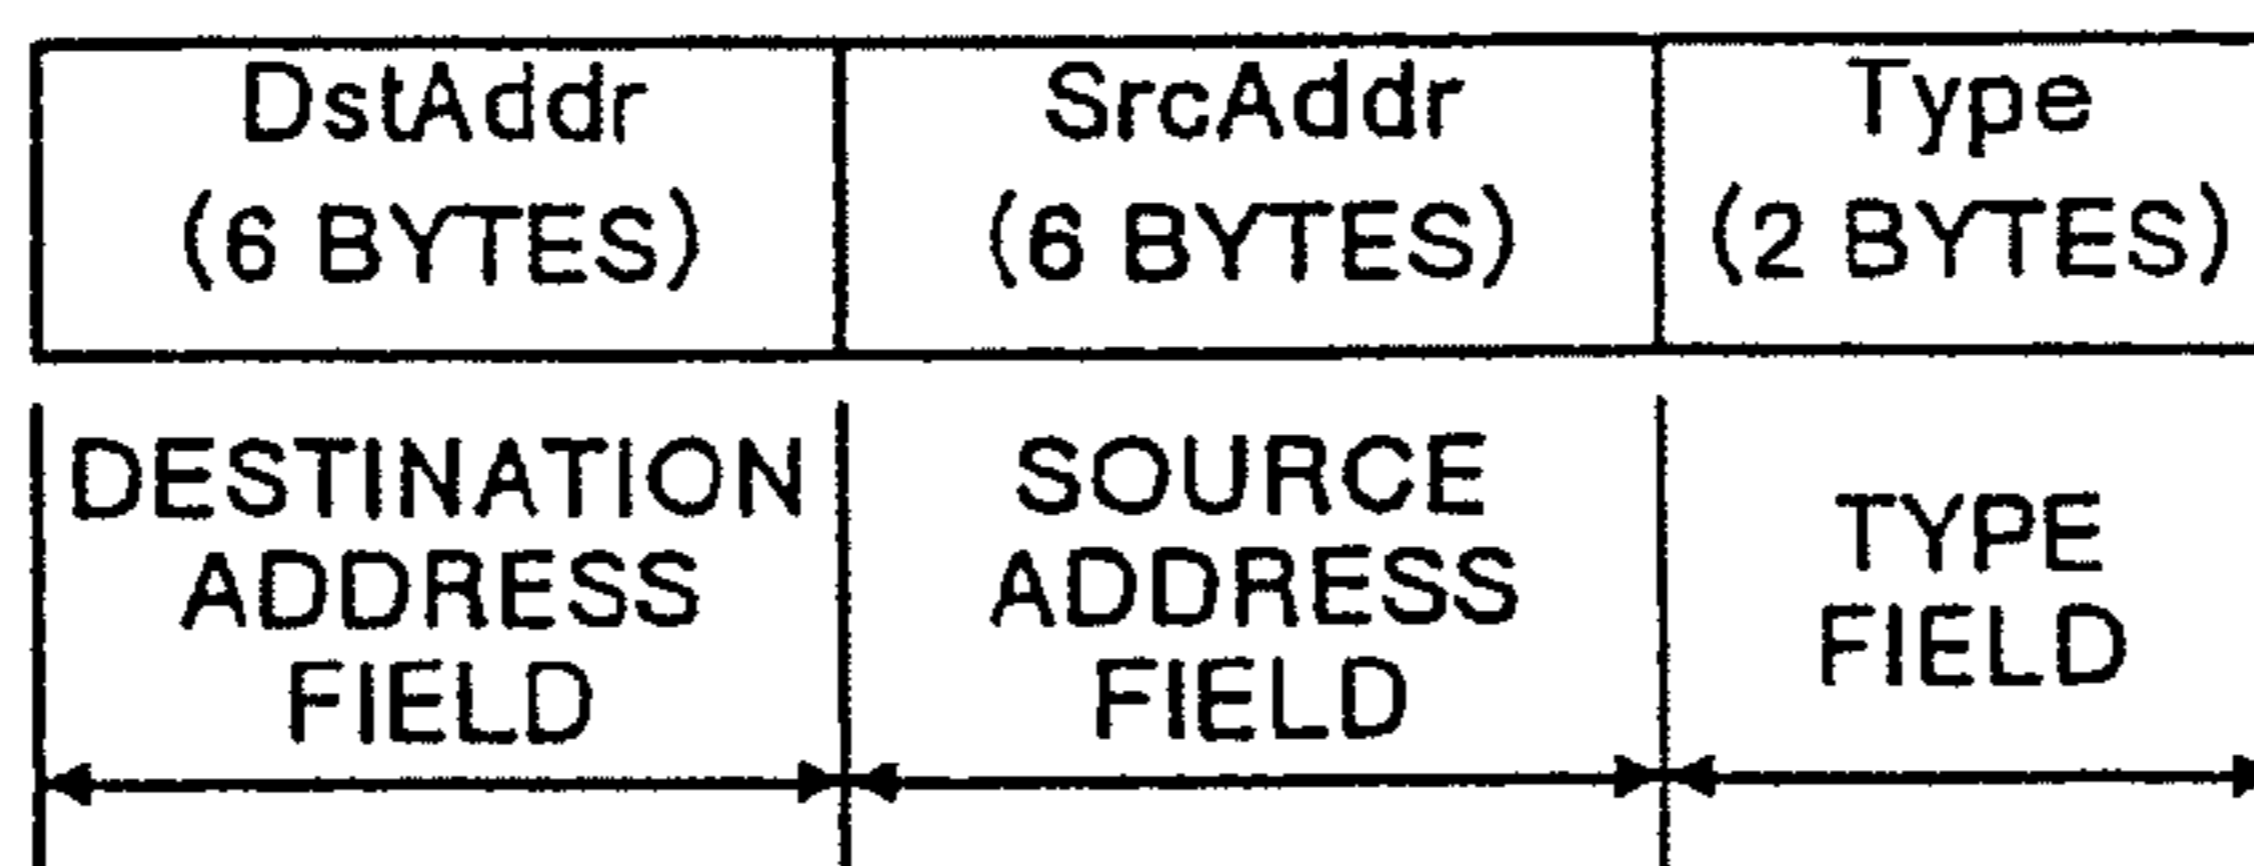 DstAddr
(6 BYTES)
SrcAddr
(6 BYTES)
Type
(2 BYTES)
DESTINATION
ADDRESS
FIELD
SOURCE
ADDRESS
FIELD
TYPE
FIELD